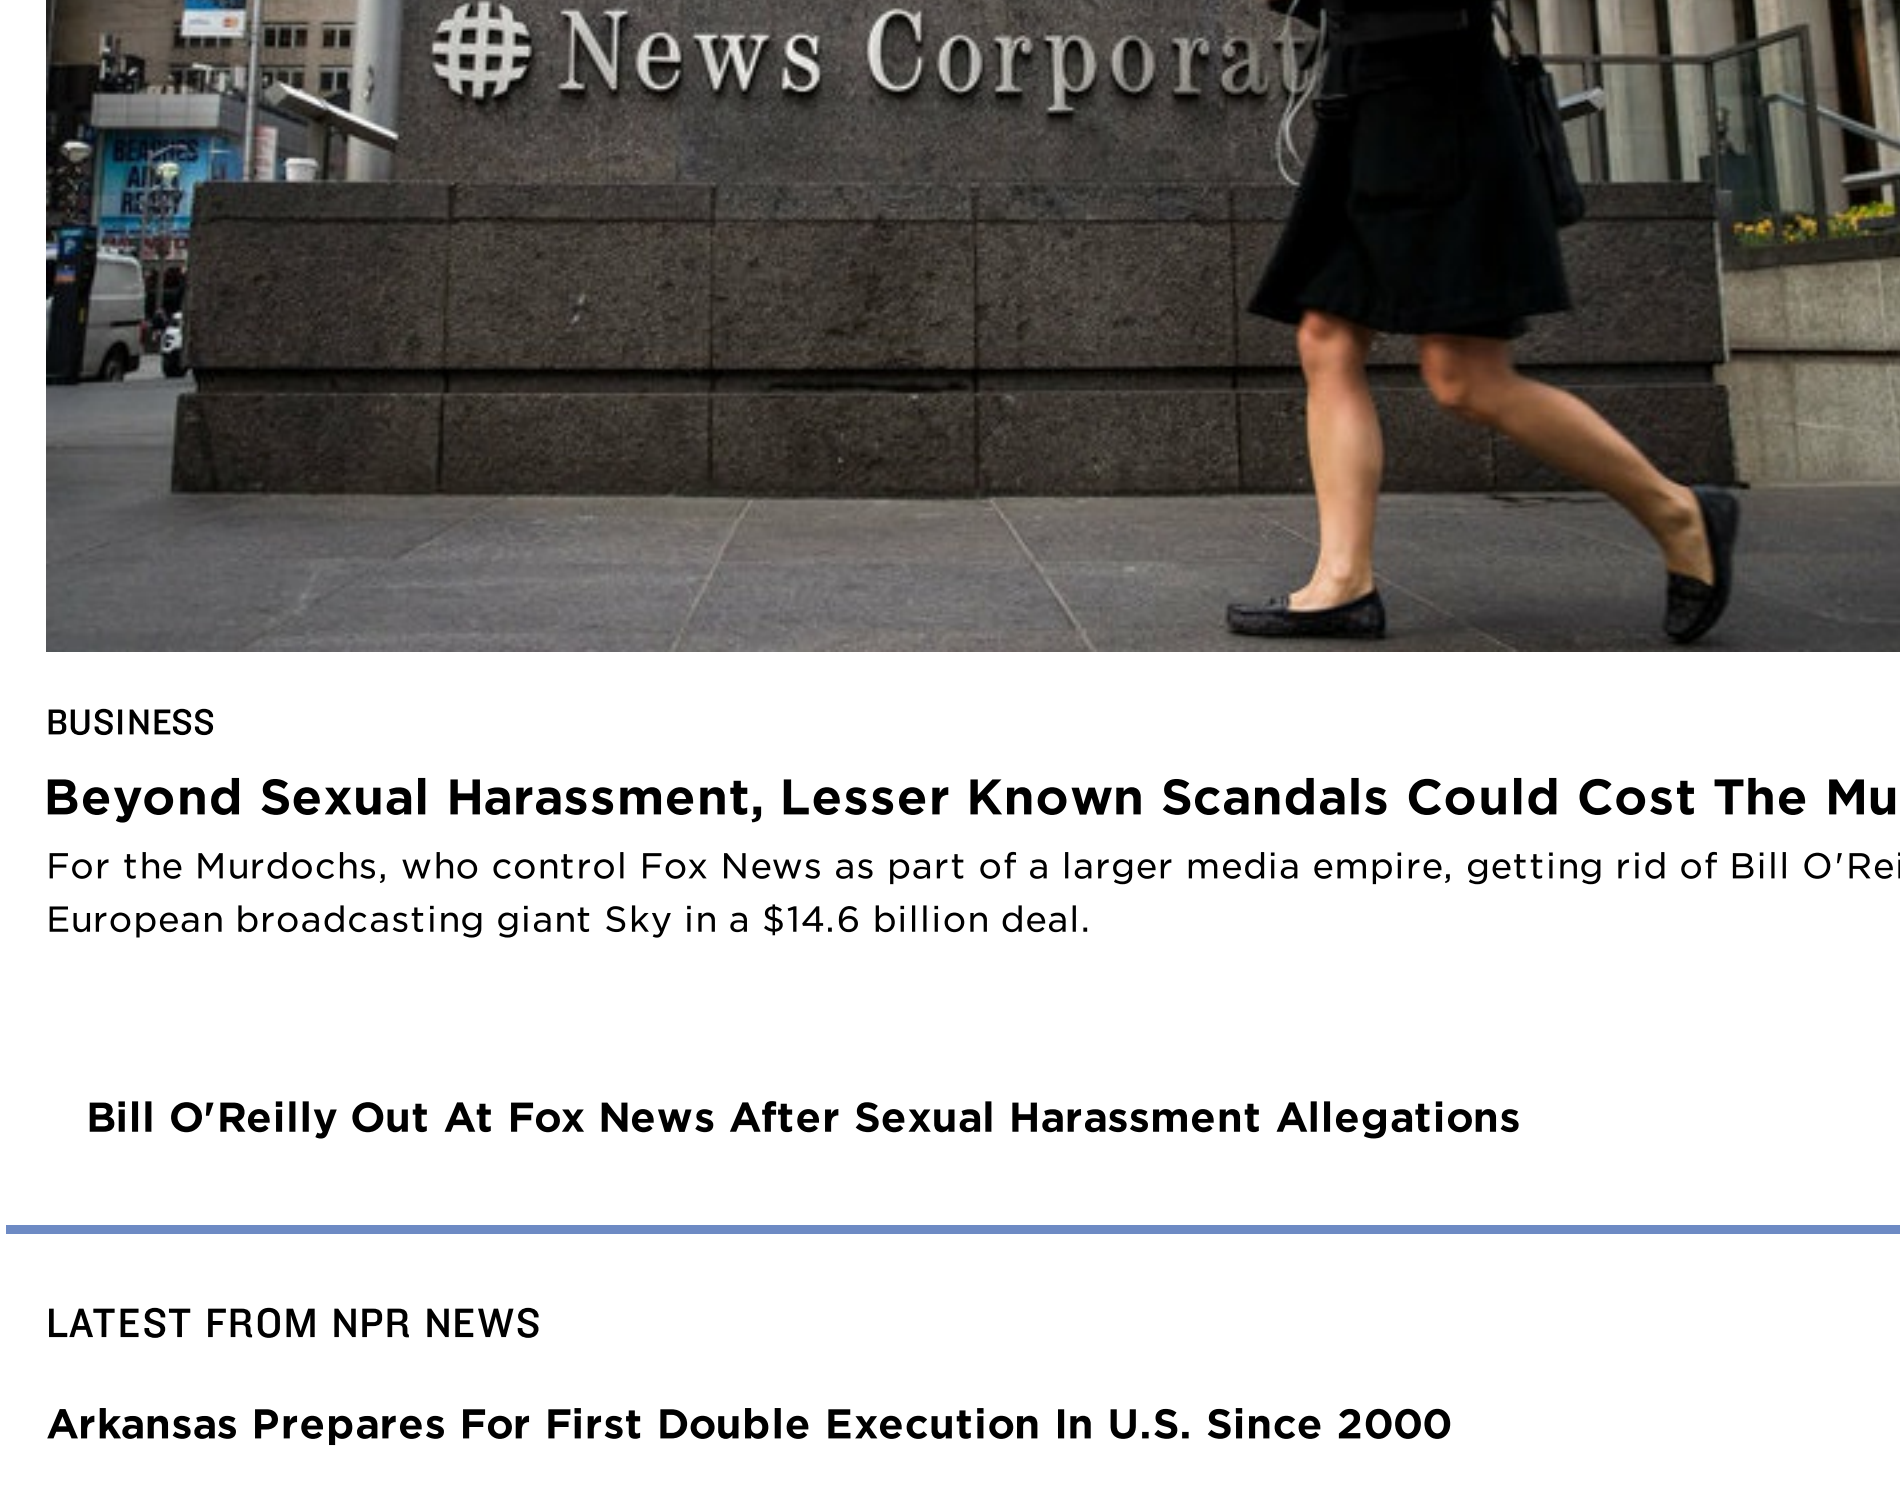 News Corporat
BEACHES
AIN'T
READY
BUSINESS
Beyond Sexual Harassment, Lesser Known Scandals Could Cost The Mu
For the Murdochs, who control Fox News as part of a larger media empire, getting rid of Bill O'Rei
European broadcasting giant Sky in a $14.6 billion deal.
Bill O'Reilly Out At Fox News After Sexual Harassment Allegations
LATEST FROM NPR NEWS
Arkansas Prepares For First Double Execution In U.S. Since 2000